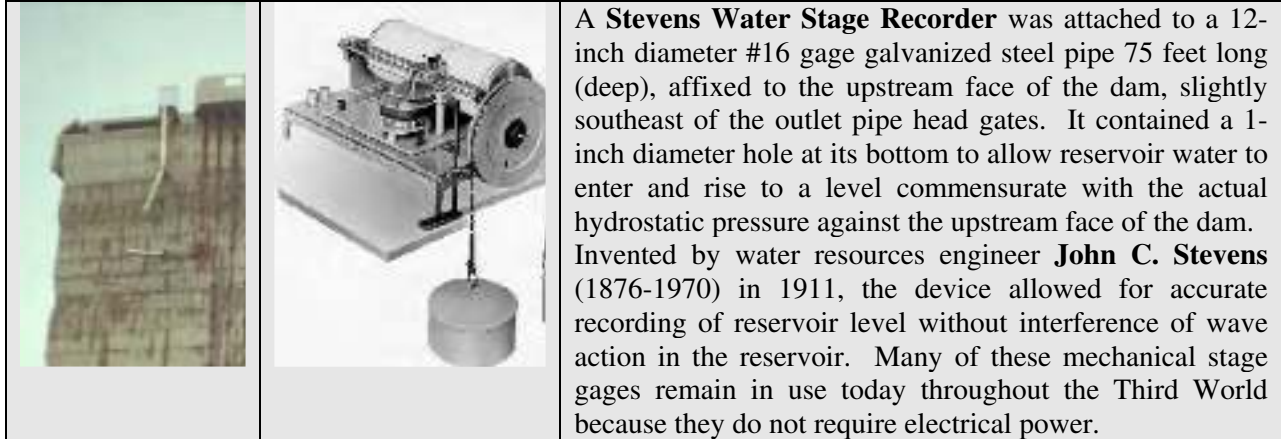 A Stevens Water Stage Recorder was attached to a 12-
inch diameter #16 gage galvanized steel pipe 75 feet long
(deep), affixed to the upstream face of the dam, slightly
southeast of the outlet pipe head gates. It contained a 1-
inch diameter hole at its bottom to allow reservoir water to
enter and rise to a level commensurate with the actual
hydrostatic pressure against the upstream face of the dam.
Invented by water resources engineer John C. Stevens
(1876-1970) in 1911, the device allowed for accurate
recording of reservoir level without interference of wave
action in the reservoir. Many of these mechanical stage
gages remain in use today throughout the Third World
because they do not require electrical power.